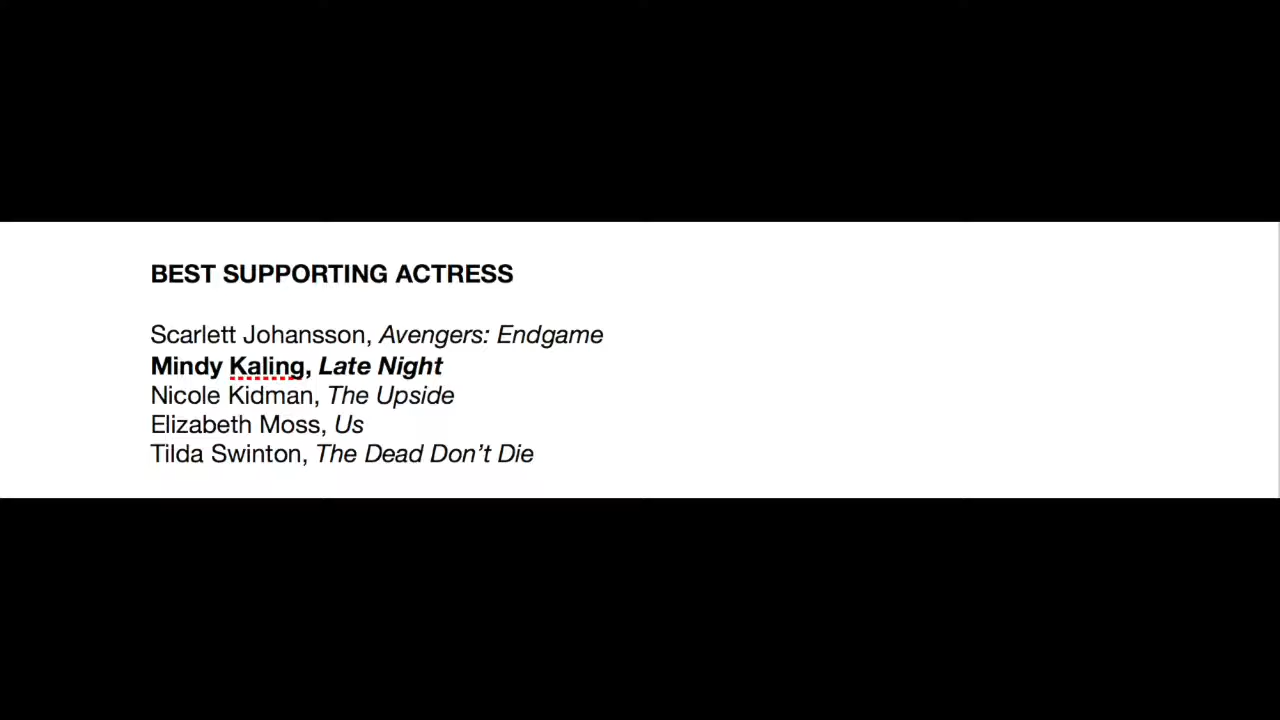 BEST SUPPORTING ACTRESS
Scarlett Johansson, Avengers: Endgame
Mindy Kaling, Late Night
Nicole Kidman, The Upside
Elizabeth Moss, Us
Tilda Swinton, The Dead Don’t Die